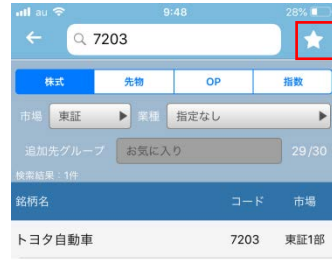 au 9:48 28%
7203
株式 先物 OP 指数
市場 東証 業種 指定なし
追加先グループ お気に入り 29/30
検索結果：1件
銘柄名 コード 市場
トヨタ自動車 7203 東証1部